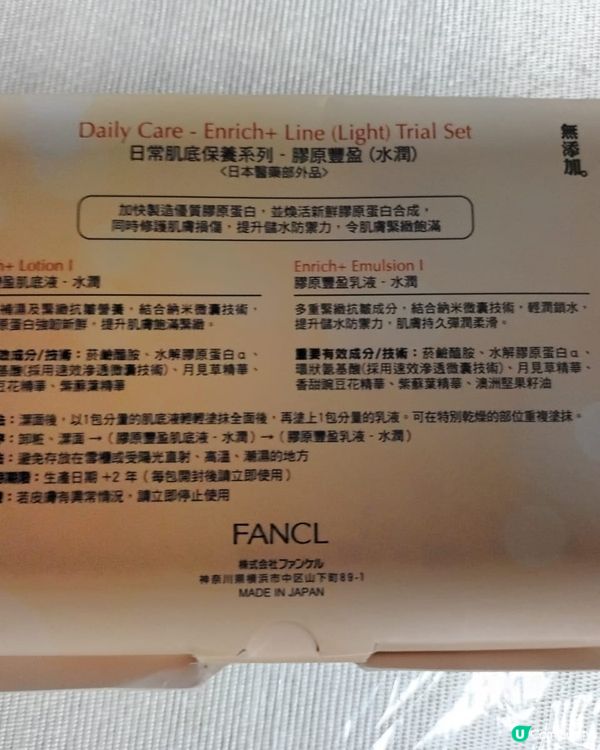 Daily Care - Enrich+ Line (Light) Trial Set
日常肌底保養系列 - 膠原豐盈 (水潤)
<日本醫藥部外品>
無添加。
加快製造優質膠原蛋白，並煥活新鮮膠原蛋白合成，
同時修護肌膚損傷，提升儲水防禦力，令肌膚緊緻飽滿
h+ Lotion I
盈肌底液 - 水潤
補濕及緊緻抗皺營養，結合納米微囊技術，
原蛋白強韌新鮮，提升肌膚飽滿緊緻。
效成分/技術：菸鹼醯胺、水解膠原蛋白α、
基酸(採用速效滲透微囊技術)、月見草精華、
豆花精華、紫蘇葉精華
Enrich+ Emulsion I
膠原豐盈乳液 - 水潤
多重緊緻抗皺成分，結合納米微囊技術，輕潤鎖水，
提升儲水防禦力，肌膚持久彈潤柔滑。
重要有效成分/技術：菸鹼醯胺、水解膠原蛋白α、
環狀氨基酸(採用速效滲透微囊技術)、月見草精華、
香甜豌豆花精華、紫蘇葉精華、澳洲堅果籽油
：潔面後，以1包分量的肌底液輕輕塗抹全面後，再塗上1包分量的乳液。可在特別乾燥的部位重複塗抹。
：卸粧、潔面 → (膠原豐盈肌底液 - 水潤) → (膠原豐盈乳液 - 水潤)
：避免存放在雪櫃或受陽光直射、高溫、潮濕的地方
期限：生產日期 +2 年 (每包開封後請立即使用)
：若皮膚有異常情況，請立即停止使用
FANCL
株式会社ファンケル
神奈川県横浜市中区山下町89-1
MADE IN JAPAN
U